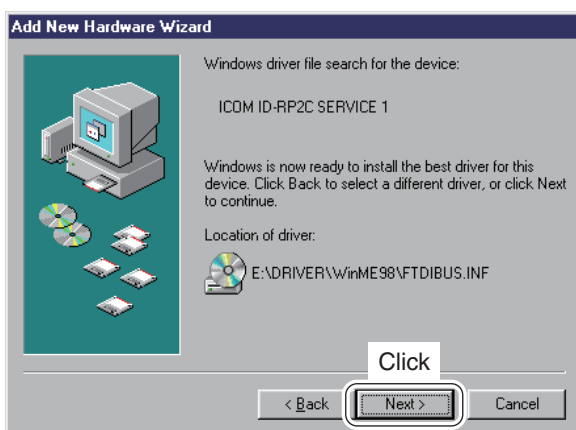 Add New Hardware Wizard
Windows driver file search for the device:
ICOM ID-RP2C SERVICE 1
Windows is now ready to install the best driver for this
device. Click Back to select a different driver, or click Next
to continue.
Location of driver:
E:\DRIVER\WinME98\FTDIBUS.INF
Click
< Back
Next >
Cancel